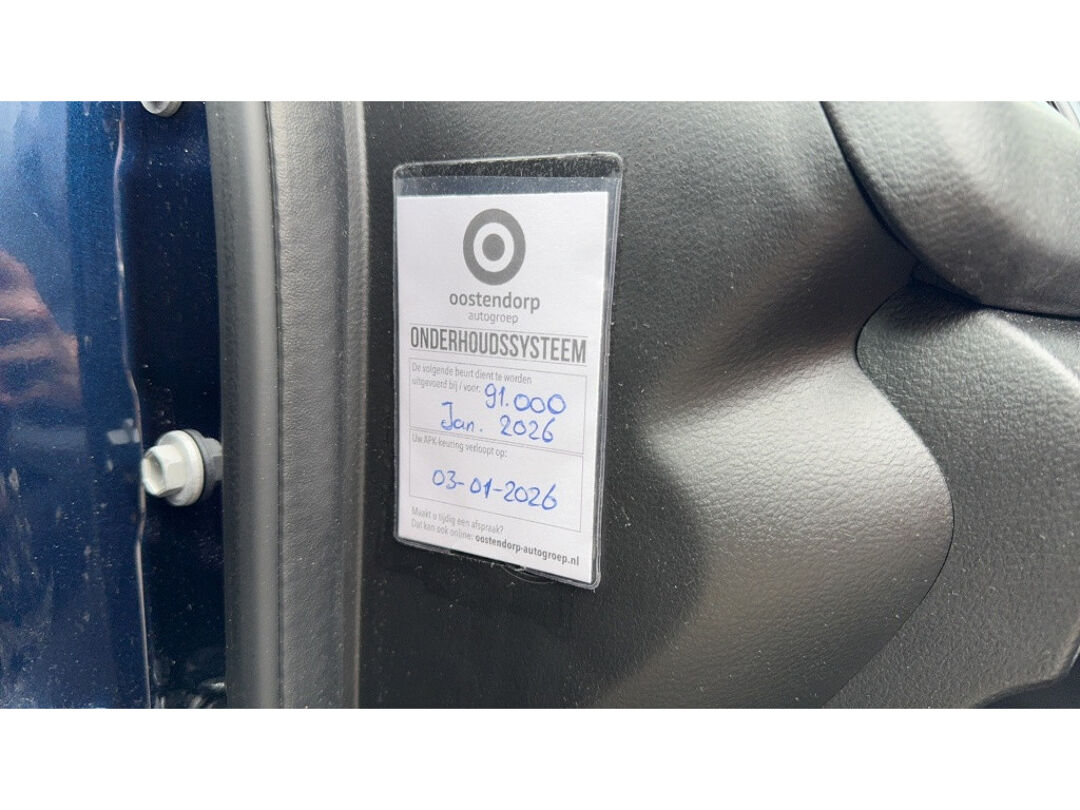 oostendorp
autogroep
ONDERHOUDSSYSTEEM
De volgende beurt dient te worden
uitgevoerd bij / voor: 91.000
Jan. 2026
Uw APK-keuring verloopt op:
03-01-2026
Maakt u tijdig een afspraak?
Dat kan ook online: oostendorp-autogroep.nl